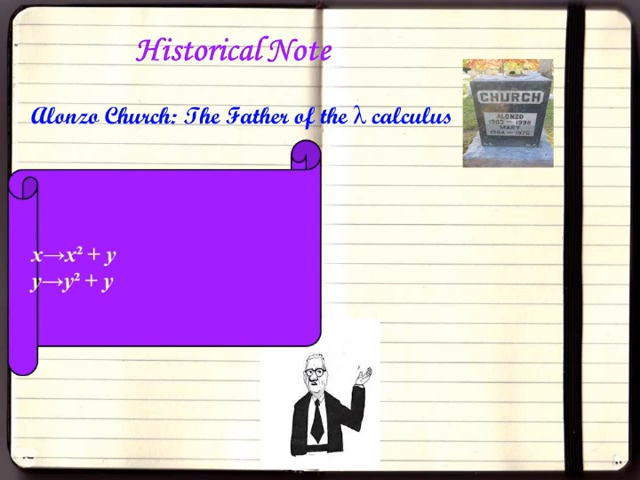 Historical Note
Alonzo Church: The Father of the λ calculus
CHURCH
ALONZO
1903 — 1995
MARY
x→x² + y
y→y² + y